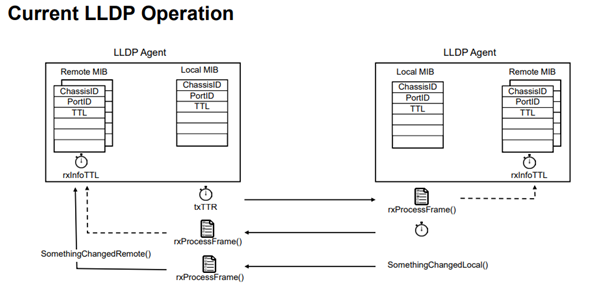 Current LLDP Operation
LLDP Agent
LLDP Agent
Remote MIB
Local MIB
Local MIB
Remote MIB
ChassisID
PortID
TTL
ChassisID
PortID
TTL
ChassisID
PortID
TTL
ChassisID
PortID
TTL
rxInfoTTL
rxInfoTTL
txTTR
rxProcessFrame()
rxProcessFrame()
SomethingChangedRemote()
SomethingChangedLocal()
rxProcessFrame()